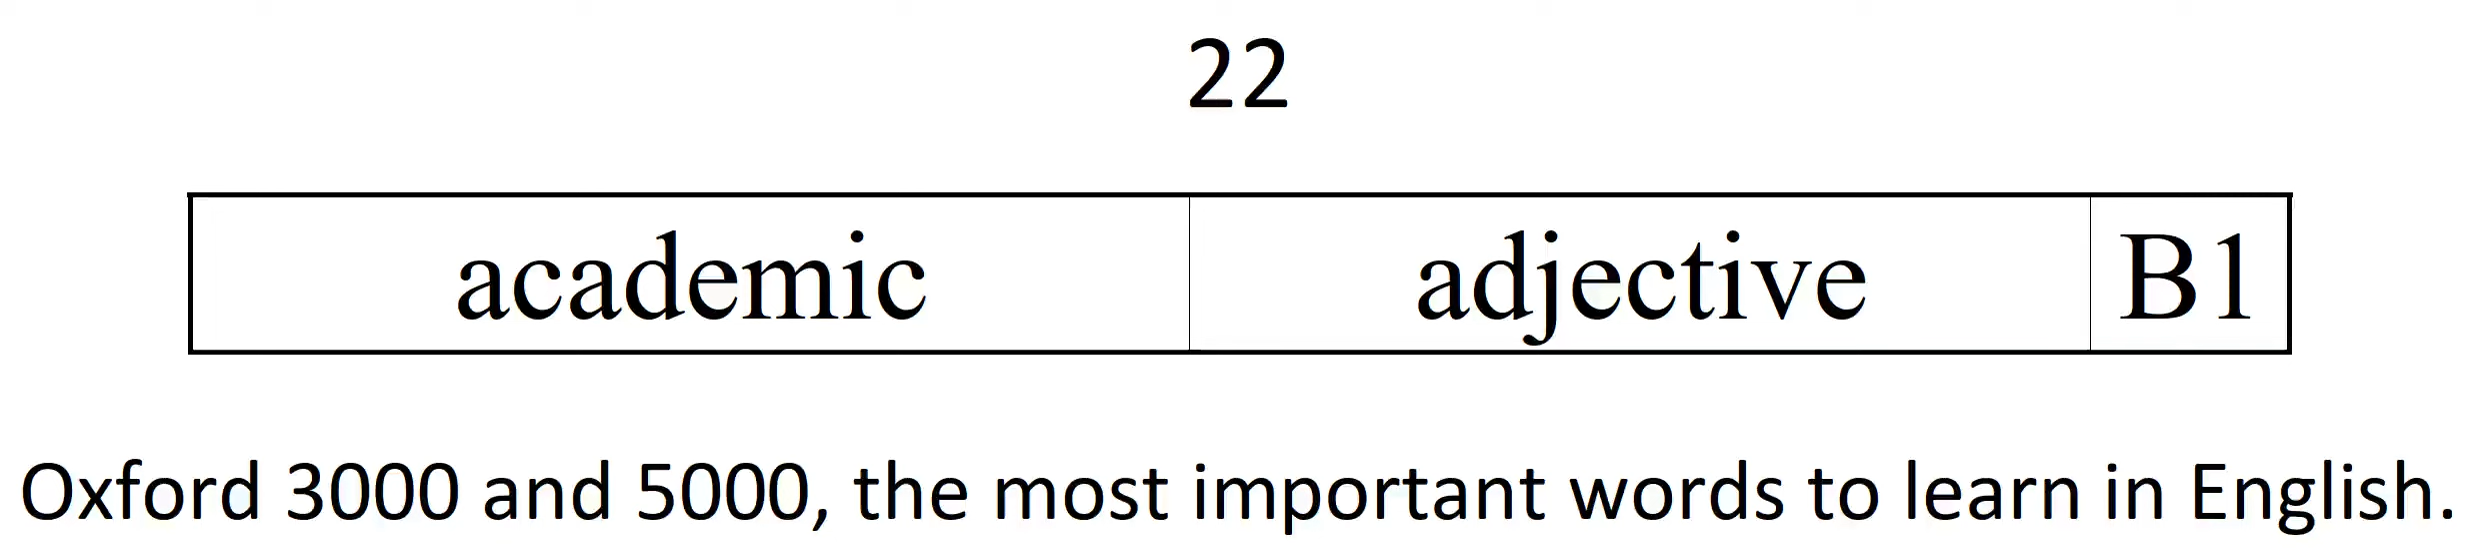 22
academic adjective B1
Oxford 3000 and 5000, the most important words to learn in English.